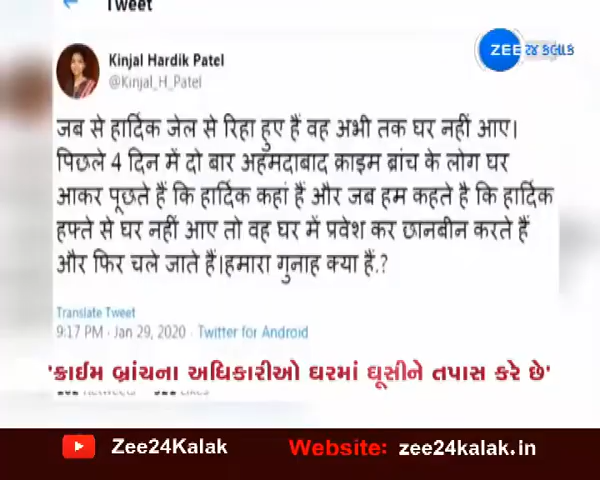 Tweet
Kinjal Hardik Patel
@Kinjal_H_Patel
ZEE ૨૪ કલાક
जब से हार्दिक जेल से रिहा हुए हैं वह अभी तक घर नहीं आए।
पिछले 4 दिन में दो बार अहमदाबाद क्राइम ब्रांच के लोग घर
आकर पूछते हैं कि हार्दिक कहां हैं और जब हम कहते है कि हार्दिक
हफ्ते से घर नहीं आए तो वह घर में प्रवेश कर छानबीन करते हैं
और फिर चले जाते हैं।हमारा गुनाह क्या हैं.?
Translate Tweet
9:17 PM · Jan 29, 2020 · Twitter for Android
'ક્રાઈમ બ્રાંચના અધિકારીઓ ઘરમાં ઘૂસીને તપાસ કરે છે'
Zee24Kalak Website: zee24kalak.in